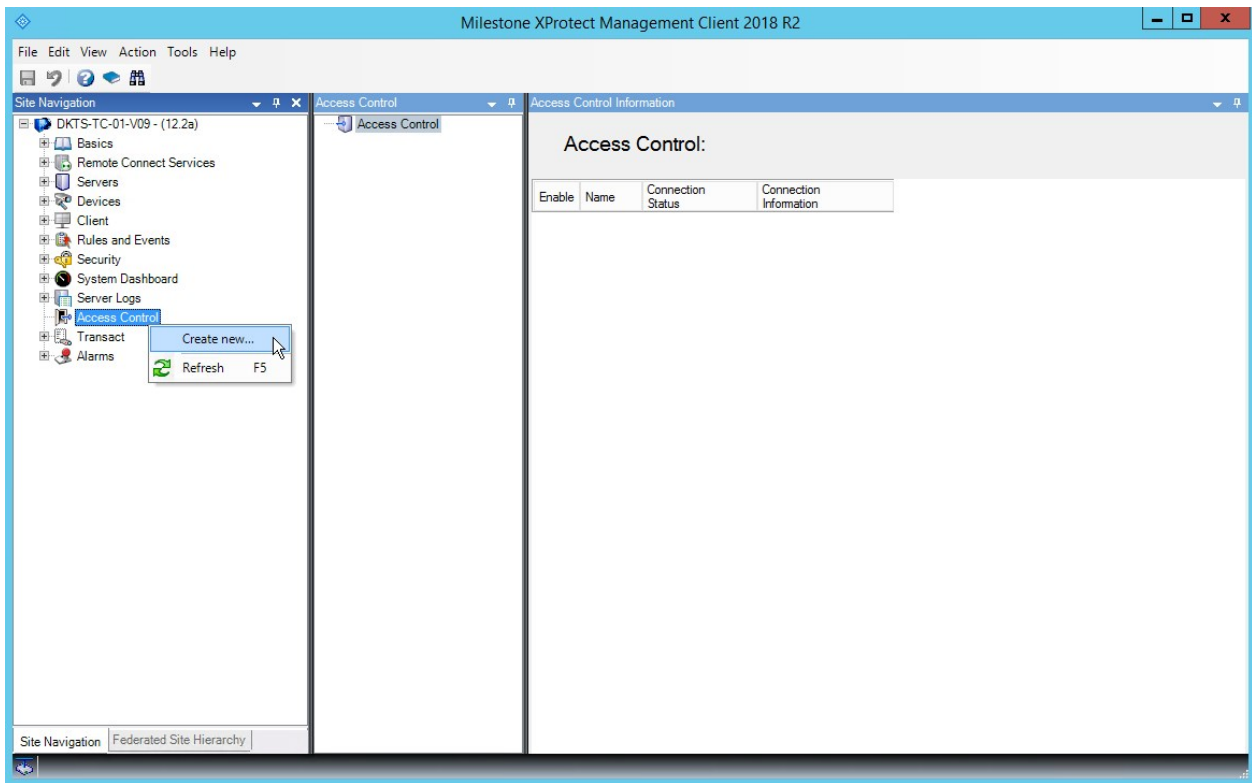 Milestone XProtect Management Client 2018 R2
File Edit View Action Tools Help
Site Navigation
DKTS-TC-01-V09 - (12.2a)
Basics
Remote Connect Services
Servers
Devices
Client
Rules and Events
Security
System Dashboard
Server Logs
Access Control
Transact
Alarms
Create new...
Refresh F5
Site Navigation Federated Site Hierarchy
Access Control
Access Control
Access Control Information
Access Control:
Enable Name Connection Status Connection Information